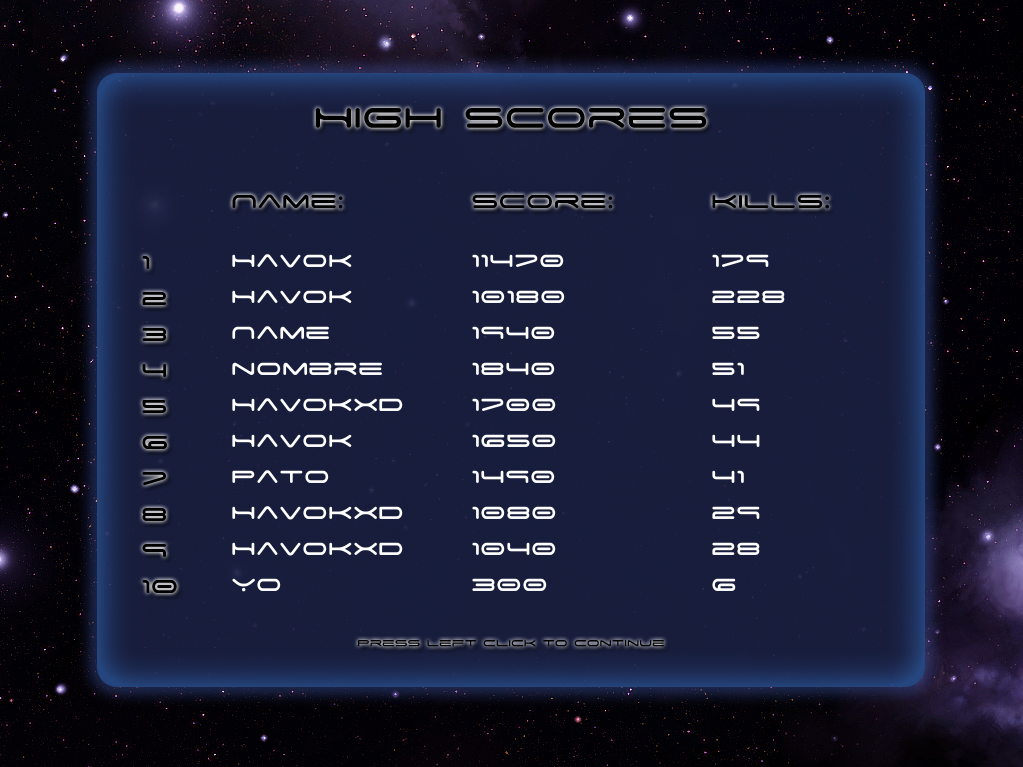 HIGH SCORES
NAME: SCORE: KILLS:
1 HAVOK 11470 179
2 HAVOK 10180 228
3 NAME 1940 55
4 NOMBRE 1840 51
5 HAVOKXD 1700 49
6 HAVOK 1650 44
7 PATO 1490 41
8 HAVOKXD 1080 29
9 HAVOKXD 1040 28
10 YO 300 6
PRESS LEFT CLICK TO CONTINUE